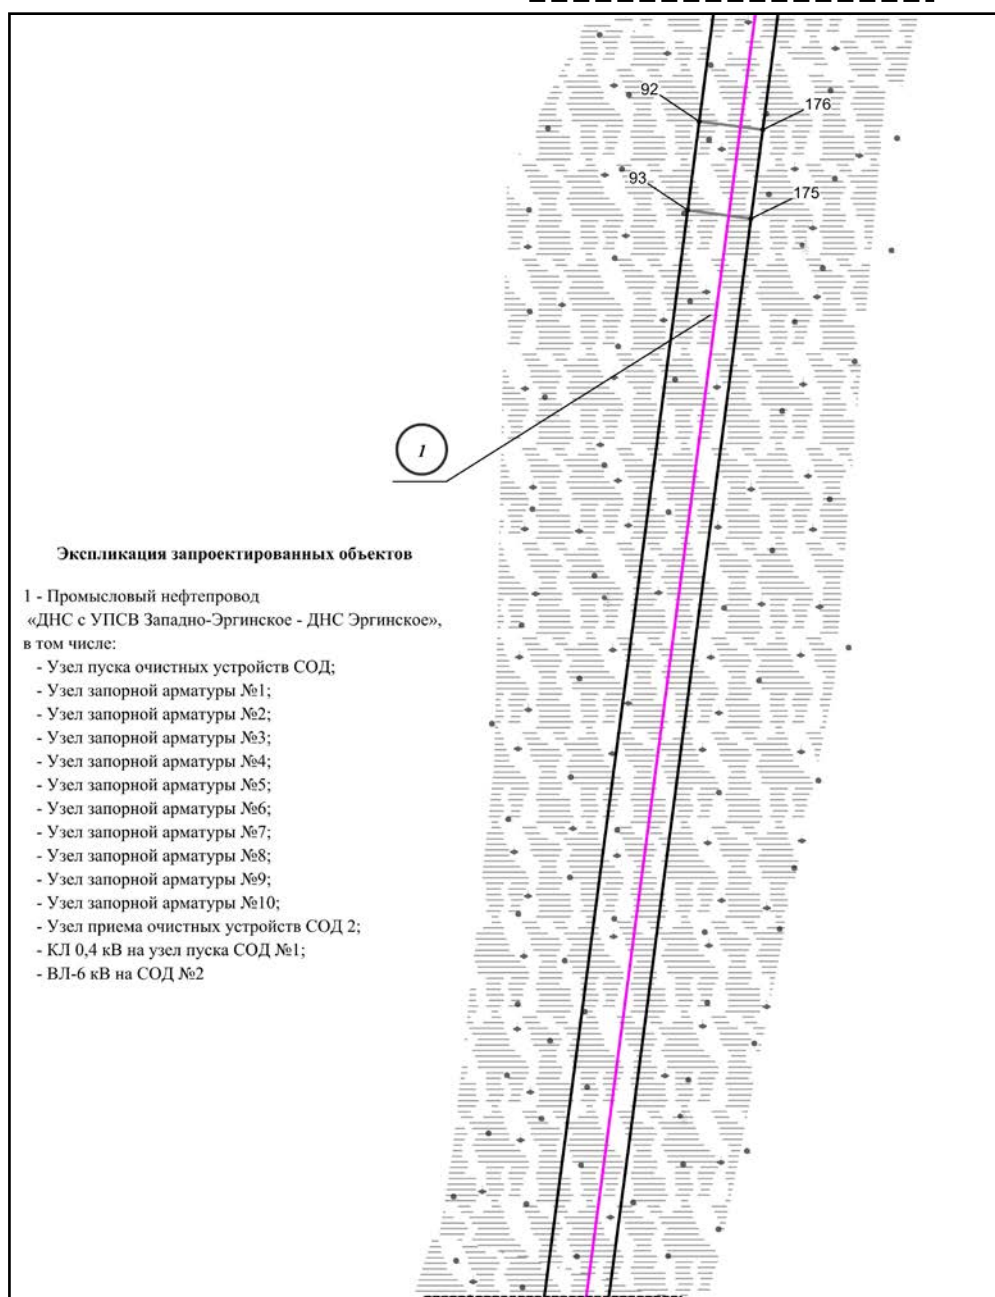 92
176
93
175
1
Экспликация запроектированных объектов
1 - Промысловый нефтепровод
«ДНС с УПСВ Западно-Эргинское - ДНС Эргинское»,
в том числе:
- Узел пуска очистных устройств СОД;
- Узел запорной арматуры №1;
- Узел запорной арматуры №2;
- Узел запорной арматуры №3;
- Узел запорной арматуры №4;
- Узел запорной арматуры №5;
- Узел запорной арматуры №6;
- Узел запорной арматуры №7;
- Узел запорной арматуры №8;
- Узел запорной арматуры №9;
- Узел запорной арматуры №10;
- Узел приема очистных устройств СОД 2;
- КЛ 0,4 кВ на узел пуска СОД №1;
- ВЛ-6 кВ на СОД №2